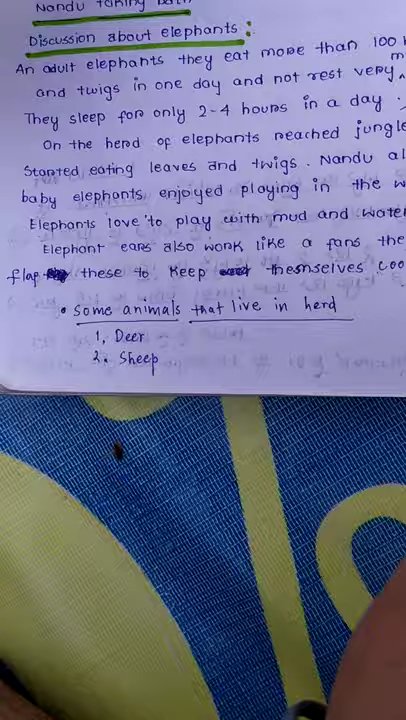 Nandu taking bath
Discussion about elephants :
An adult elephants they eat more than 100
and twigs in one day and not rest very
They sleep for only 2-4 hours in a day .
On the herd of elephants reached jungle
Started eating leaves and twigs . Nandu al
baby elephants enjoyed playing in the w
Elephants love to play with mud and water
Elephant ears also work like a fans the
flap these to keep themselves coo
• Some animals that live in herd
1. Deer
2. Sheep